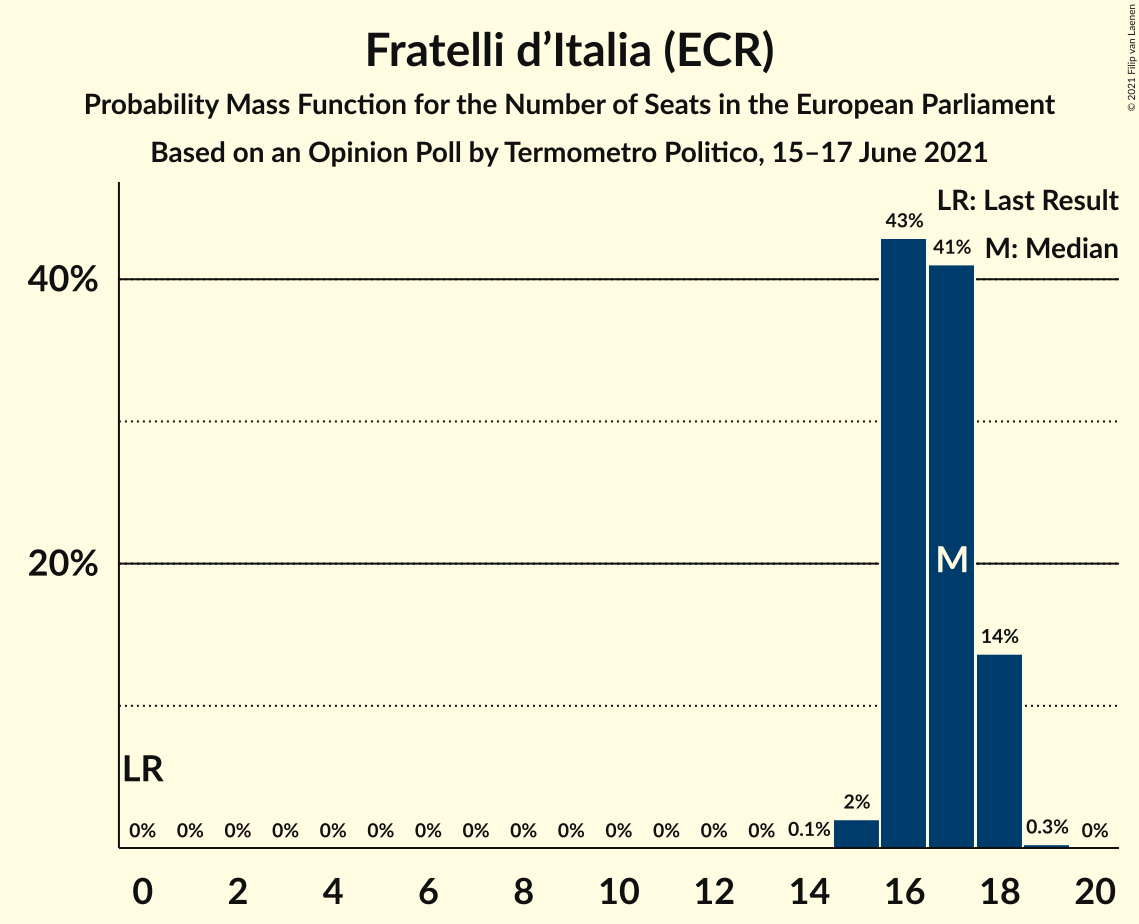 Fratelli d’Italia (ECR)
Probability Mass Function for the Number of Seats in the European Parliament
Based on an Opinion Poll by Termometro Politico, 15–17 June 2021
© 2021 Filip van Laenen
LR: Last Result
M: Median
43%
41%
40%
20%
M
14%
LR
2%
0% 0% 0% 0% 0% 0% 0% 0% 0% 0% 0% 0% 0% 0% 0.1% 0.3% 0%
0 2 4 6 8 10 12 14 16 18 20